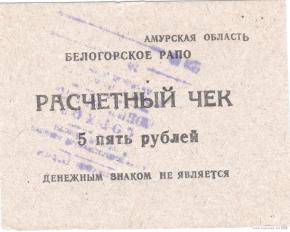 АМУРСКАЯ ОБЛАСТЬ
БЕЛОГОРСКОЕ РАПО
РАСЧЕТНЫЙ ЧЕК
5 пять рублей
ДЕНЕЖНЫМ ЗНАКОМ НЕ ЯВЛЯЕТСЯ